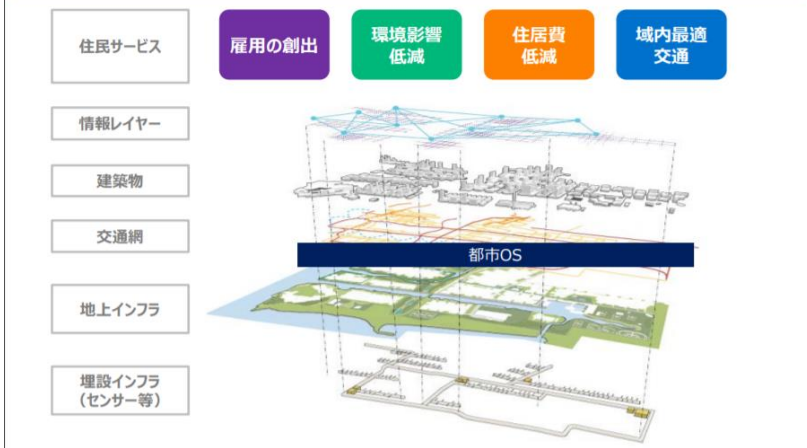 住民サービス
雇用の創出
環境影響
低減
住居費
低減
域内最適
交通
情報レイヤー
建築物
交通網
都市OS
地上インフラ
埋設インフラ
（センサー等）